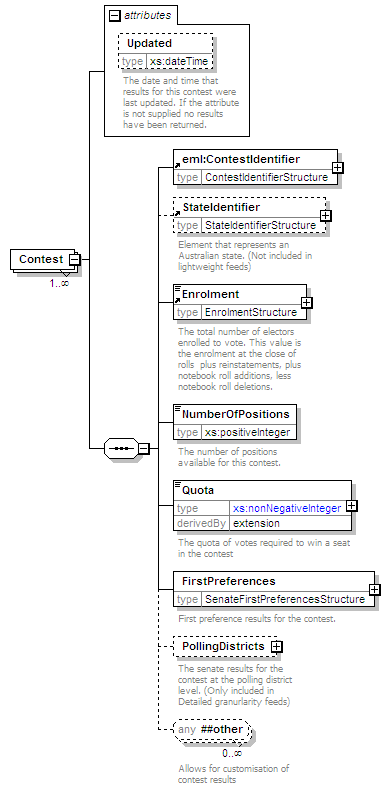 attributes
Updated
type xs:dateTime
The date and time that
results for this contest were
last updated. If the attribute
is not supplied no results
have been returned.
Contest
1..∞
eml:ContestIdentifier
type ContestIdentifierStructure
StateIdentifier
type StateIdentifierStructure
Element that represents an
Australian state. (Not included in
lightweight feeds)
Enrolment
type EnrolmentStructure
The total number of electors
enrolled to vote. This value is
the enrolment at the close of
rolls plus reinstatements, plus
notebook roll additions, less
notebook roll deletions.
NumberOfPositions
type xs:positiveInteger
The number of positions
available for this contest.
Quota
type xs:nonNegativeInteger
derivedBy extension
The quota of votes required to win a seat
in the contest
FirstPreferences
type SenateFirstPreferencesStructure
First preference results for the contest.
PollingDistricts
The senate results for the
contest at the polling district
level. (Only included in
Detailed granurlarity feeds)
any ##other
0..∞
Allows for customisation of
contest results